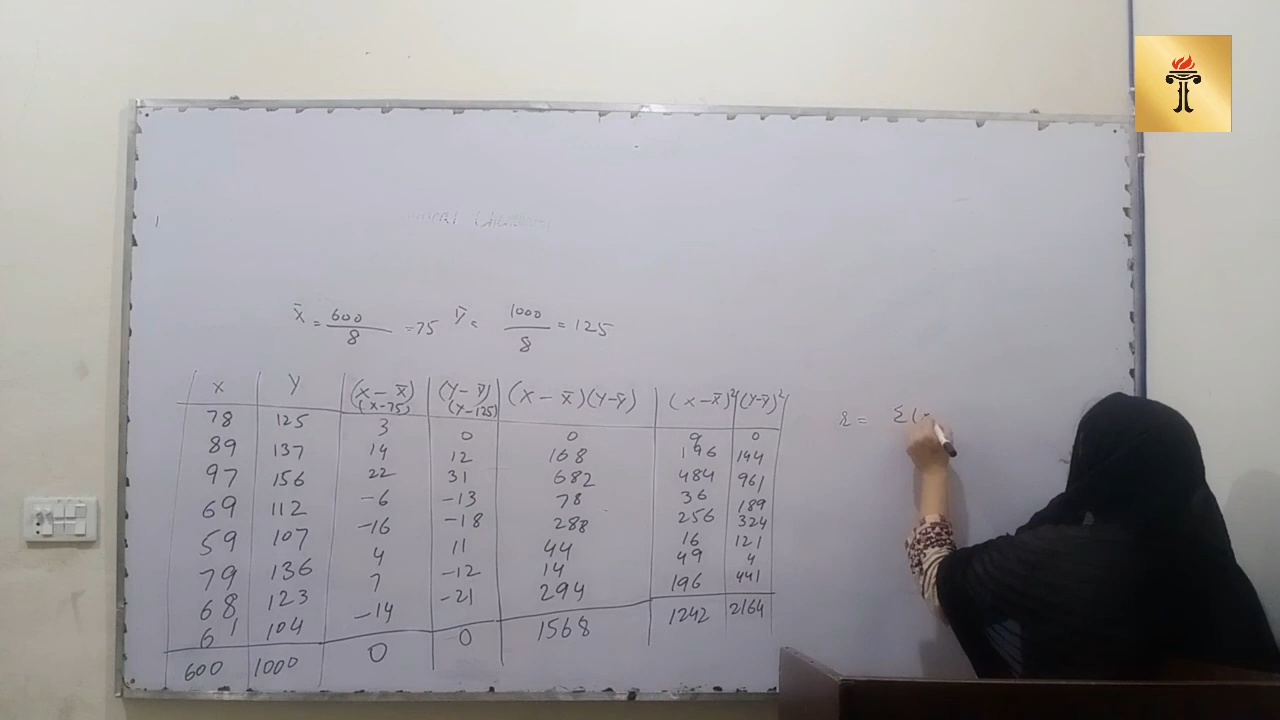 X̄ = 600/8 = 75 Ȳ = 1000/8 = 125
X Y (X – X̄) (Y – Ȳ) (X – X̄)(Y–Ȳ) (X – X̄)² (Y–Ȳ)²
(X–75) (Y–125)
78 125 3 0 0 9 0
89 137 14 12 168 196 144
97 156 22 31 682 484 961
69 112 –6 –13 78 36 189
59 107 –16 –18 288 256 324
79 136 4 11 44 16 121
68 123 7 –12 14 49 4
61 104 –14 –21 294 196 441
600 1000 0 0 1568 1242 2164
r = Σ(